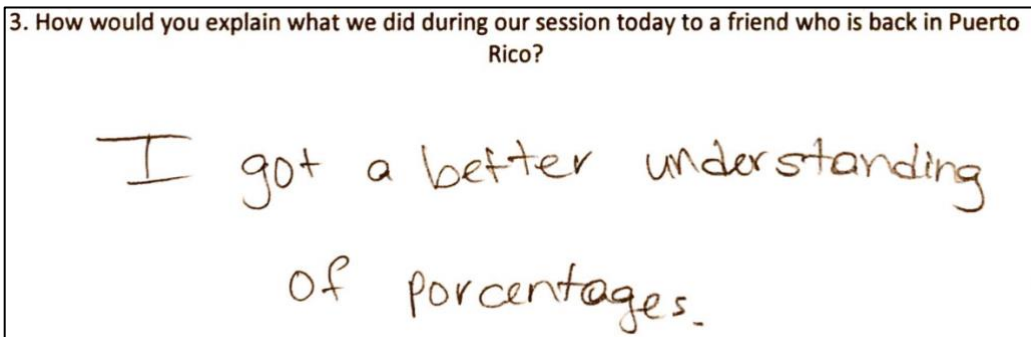 3. How would you explain what we did during our session today to a friend who is back in Puerto
Rico?
I got a better understanding
of porcentages.